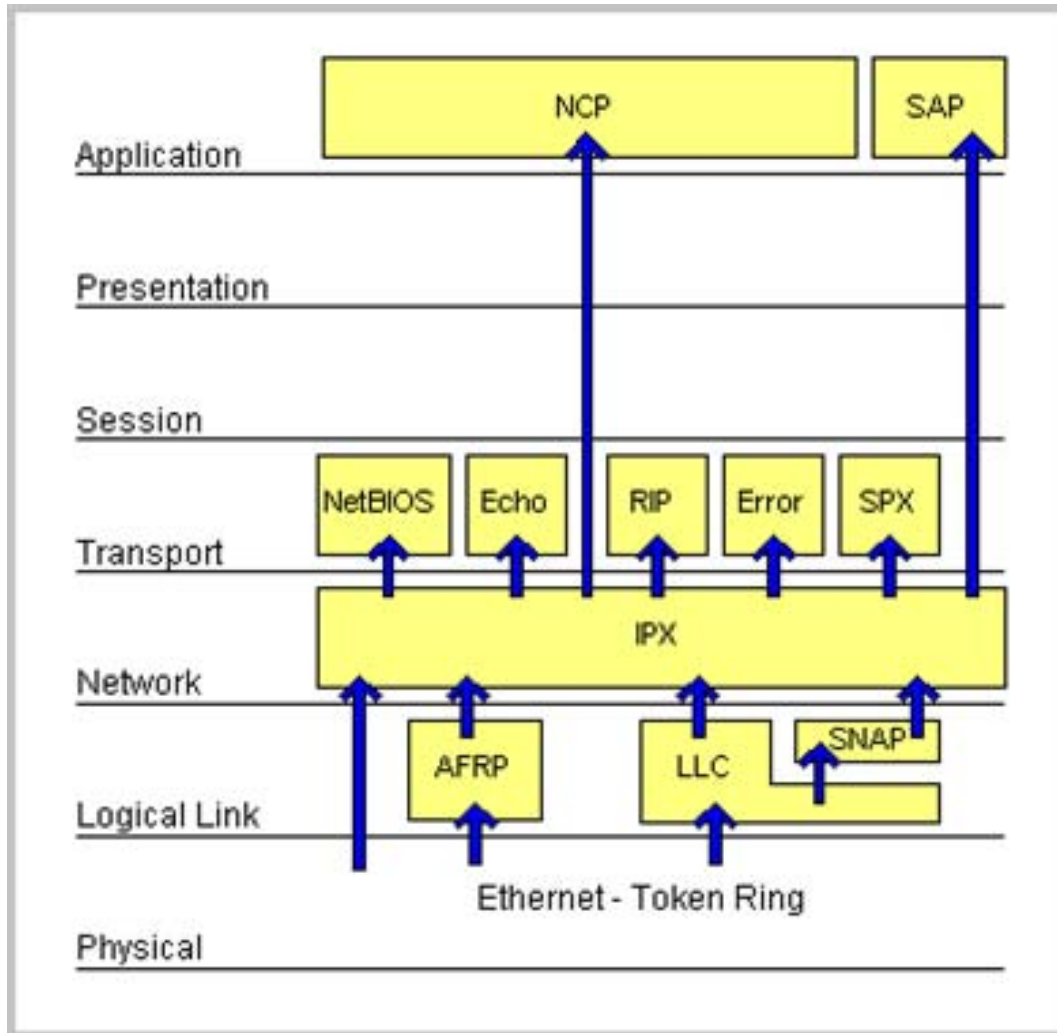 NCP
SAP
Application
Presentation
Session
NetBIOS
Echo
RIP
Error
SPX
Transport
IPX
Network
AFRP
LLC
SNAP
Logical Link
Ethernet - Token Ring
Physical